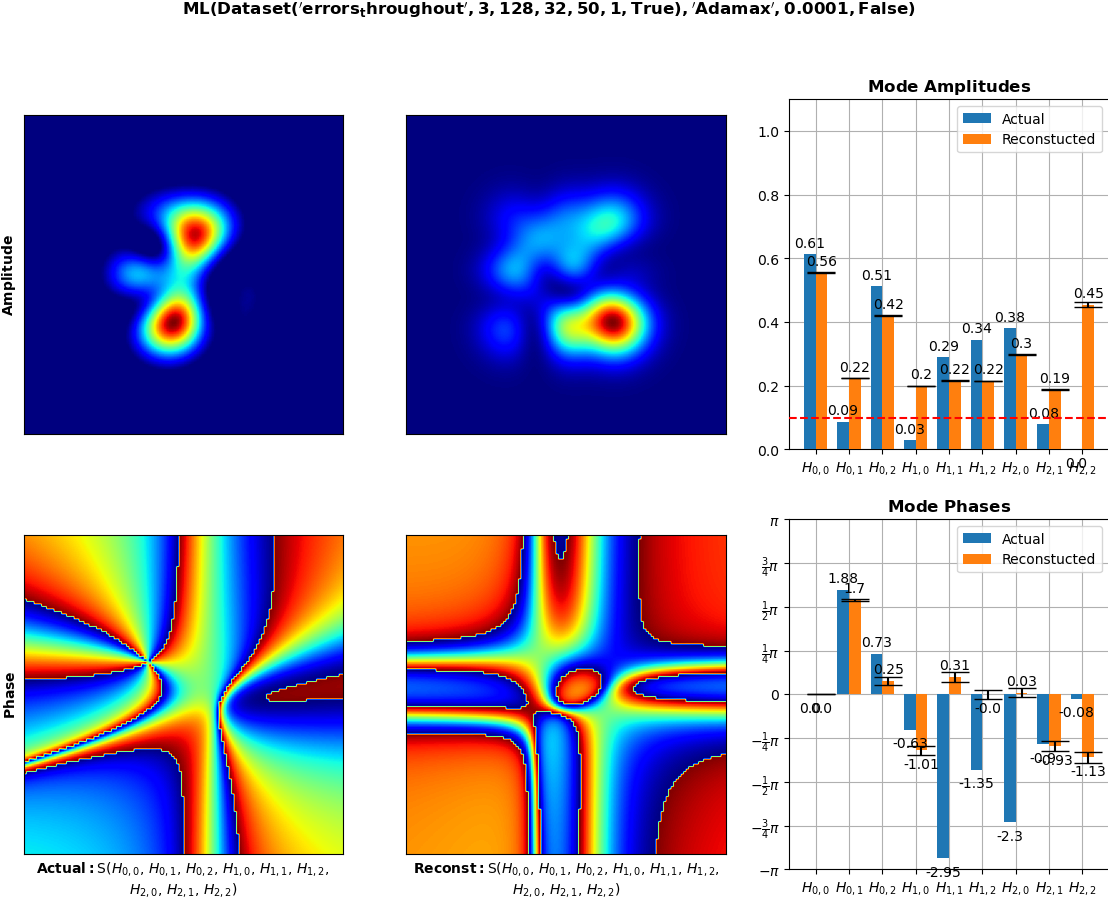 ML(Dataset('errors_throughout', 3, 128, 32, 50, 1, True), 'Adamax', 0.0001, False)
Amplitude
Mode Amplitudes
Actual
Reconstucted
1.0
0.8
0.6
0.4
0.2
0.0
0.61
0.56
0.09
0.22
0.51
0.42
0.03
0.2
0.29
0.22
0.34
0.22
0.38
0.3
0.08
0.19
0.0
0.45
H0,0 H0,1 H0,2 H1,0 H1,1 H1,2 H2,0 H2,1 H2,2
Phase
Mode Phases
Actual
Reconstucted
π
3/4π
1/2π
1/4π
0
−1/4π
−1/2π
−3/4π
−π
0.0
0.0
1.88
1.7
0.73
0.25
-0.63
-1.01
-2.95
0.31
-1.35
-0.0
-2.3
0.03
-0.9
-0.93
-0.08
-1.13
H0,0 H0,1 H0,2 H1,0 H1,1 H1,2 H2,0 H2,1 H2,2
Actual: S(H0,0, H0,1, H0,2, H1,0, H1,1, H1,2,
H2,0, H2,1, H2,2)
Reconst: S(H0,0, H0,1, H0,2, H1,0, H1,1, H1,2,
H2,0, H2,1, H2,2)